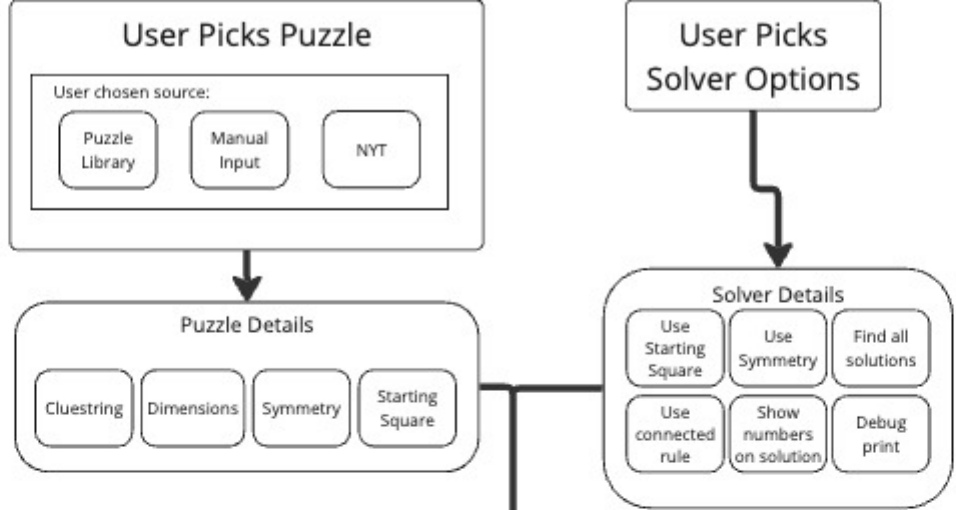 User Picks Puzzle
User chosen source:
Puzzle
Library
Manual
Input
NYT
Puzzle Details
Cluestring
Dimensions
Symmetry
Starting
Square
User Picks
Solver Options
Solver Details
Use
Starting
Square
Use
Symmetry
Find all
solutions
Use
connected
rule
Show
numbers
on solution
Debug
print